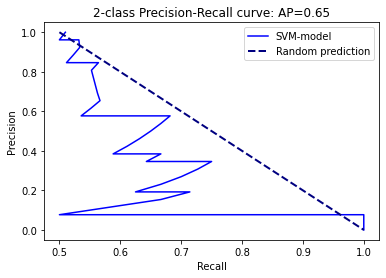 2-class Precision-Recall curve: AP=0.65
SVM-model
Random prediction
Precision
1.0
0.8
0.6
0.4
0.2
0.0
0.5
0.6
0.7
0.8
0.9
1.0
Recall